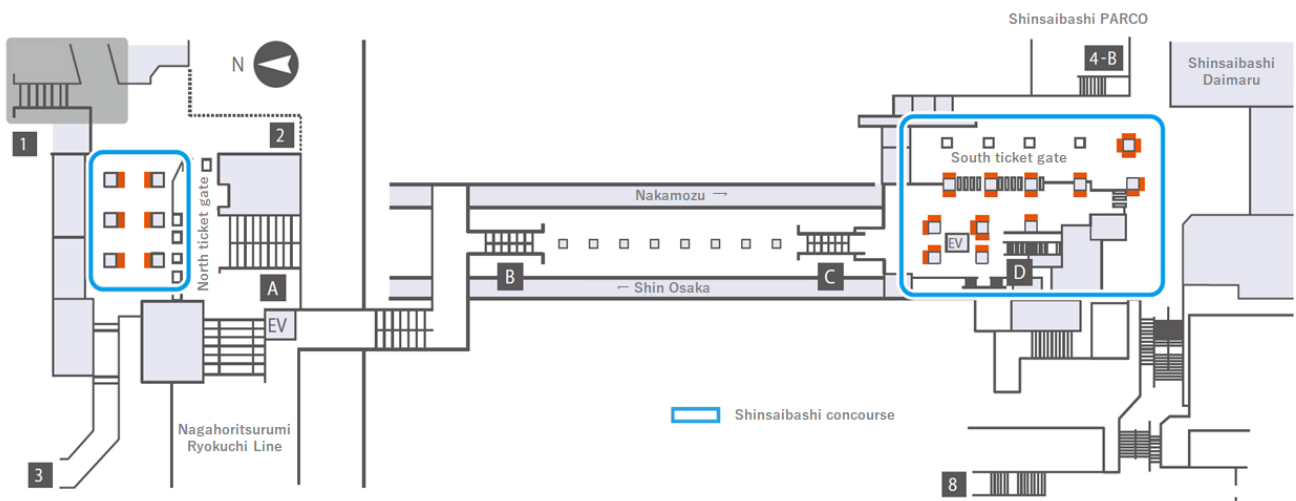 Shinsaibashi PARCO
4-B
Shinsaibashi
Daimaru
N
1
2
North ticket gate
South ticket gate
Nakamozu →
EV
B
C
D
A
← Shin Osaka
EV
Shinsaibashi concourse
Nagahoritsurumi
Ryokuchi Line
3
8